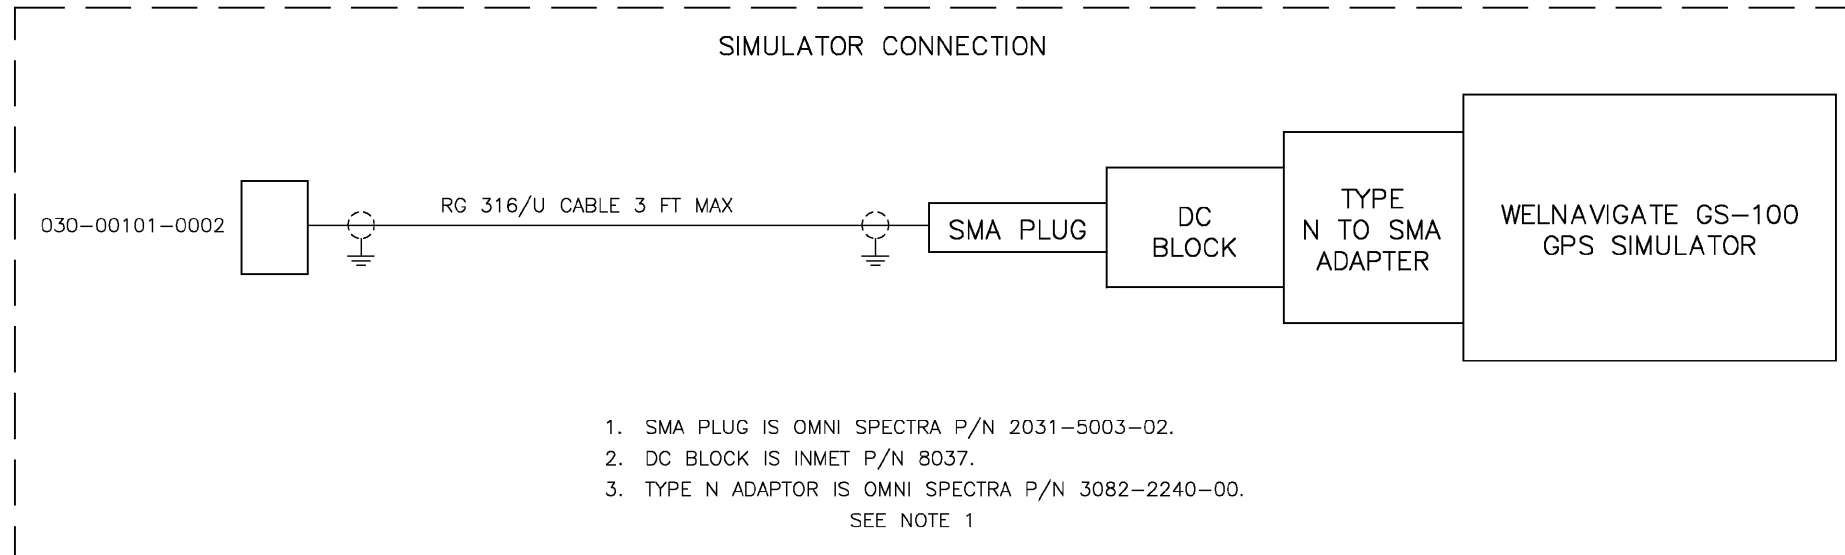 SIMULATOR CONNECTION
030-00101-0002
RG 316/U CABLE 3 FT MAX
SMA PLUG
DC
BLOCK
TYPE
N TO SMA
ADAPTER
WELNAVIGATE GS-100
GPS SIMULATOR
1. SMA PLUG IS OMNI SPECTRA P/N 2031-5003-02.
2. DC BLOCK IS INMET P/N 8037.
3. TYPE N ADAPTOR IS OMNI SPECTRA P/N 3082-2240-00.
SEE NOTE 1